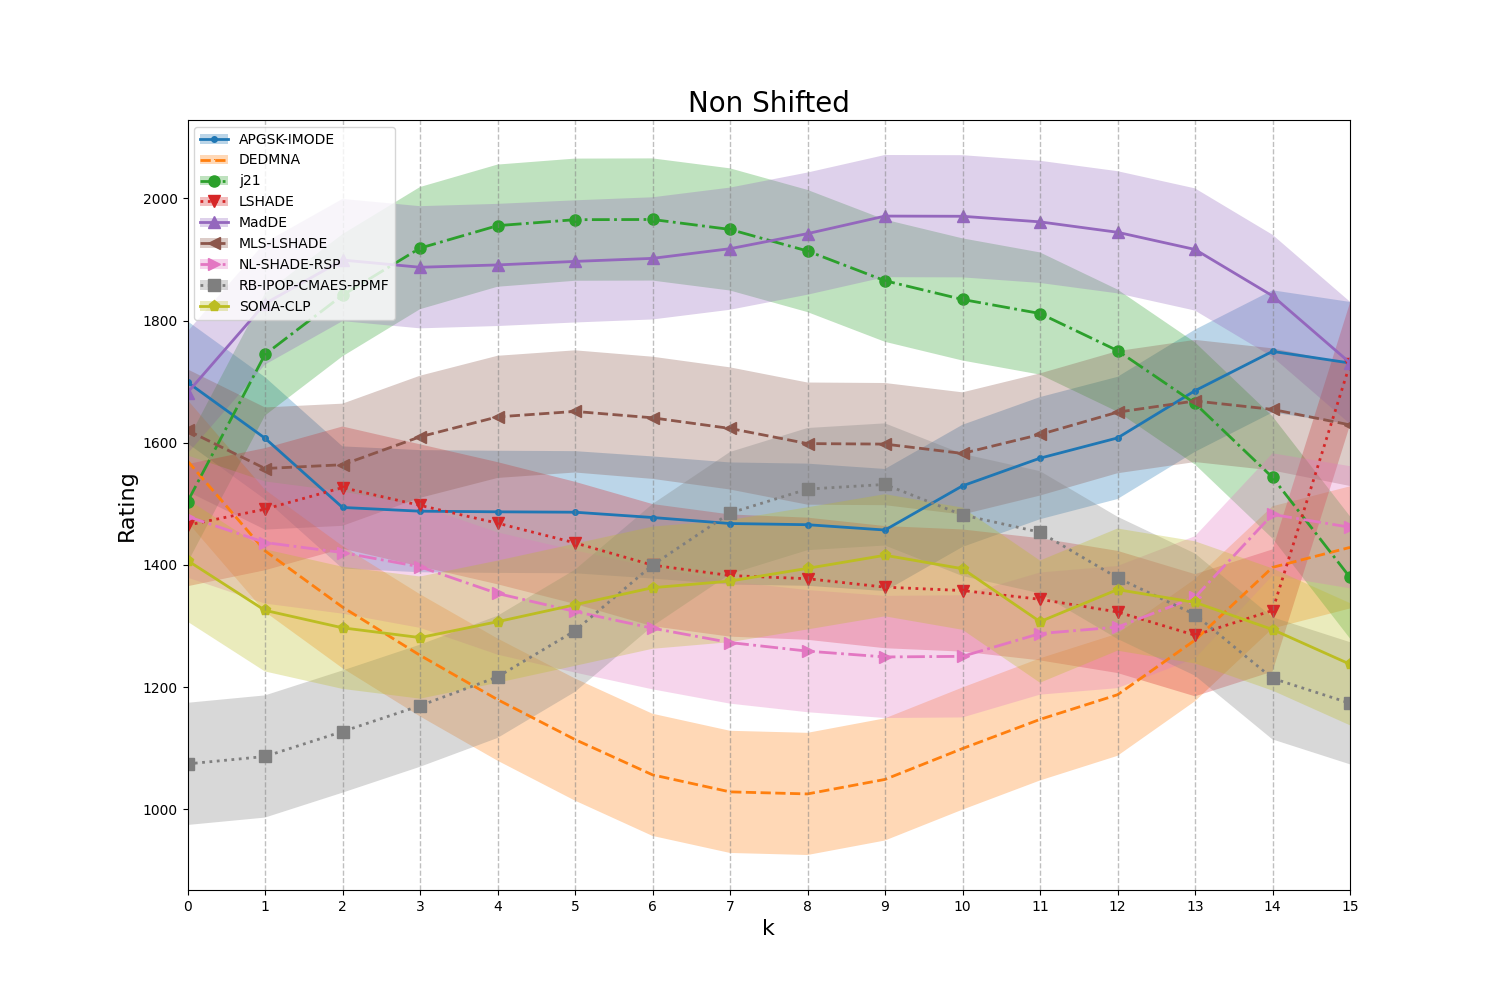 Non Shifted
APGSK-IMODE
DEDMNA
j21
LSHADE
MadDE
MLS-LSHADE
NL-SHADE-RSP
RB-IPOP-CMAES-PPMF
SOMA-CLP
Rating
2000
1800
1600
1400
1200
1000
0 1 2 3 4 5 6 7 8 9 10 11 12 13 14 15
k